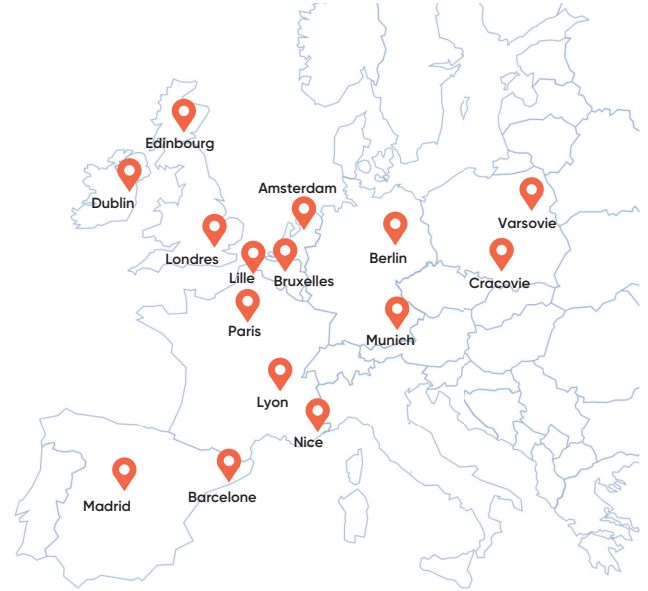 Edinbourg
Amsterdam
Dublin
Varsovie
Londres
Berlin
Lille
Bruxelles
Cracovie
Paris
Munich
Lyon
Nice
Barcelone
Madrid